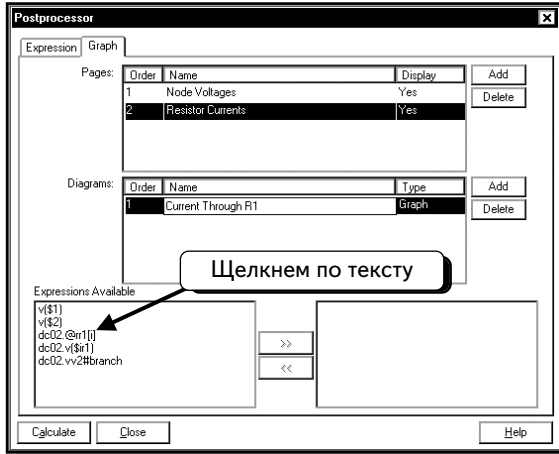 Postprocessor
Expression Graph
Pages: Order Name Display Add
1 Node Voltages Yes Delete
2 Resistor Currents Yes
Diagrams: Order Name Type Add
1 Current Through R1 Graph Delete
Щелкнем по тексту
Expressions Available
v($1)
v($2)
dc02.@rr1[i]
dc02.v($ir1) >>
dc02.vv2#branch
<<
Calculate Close Help